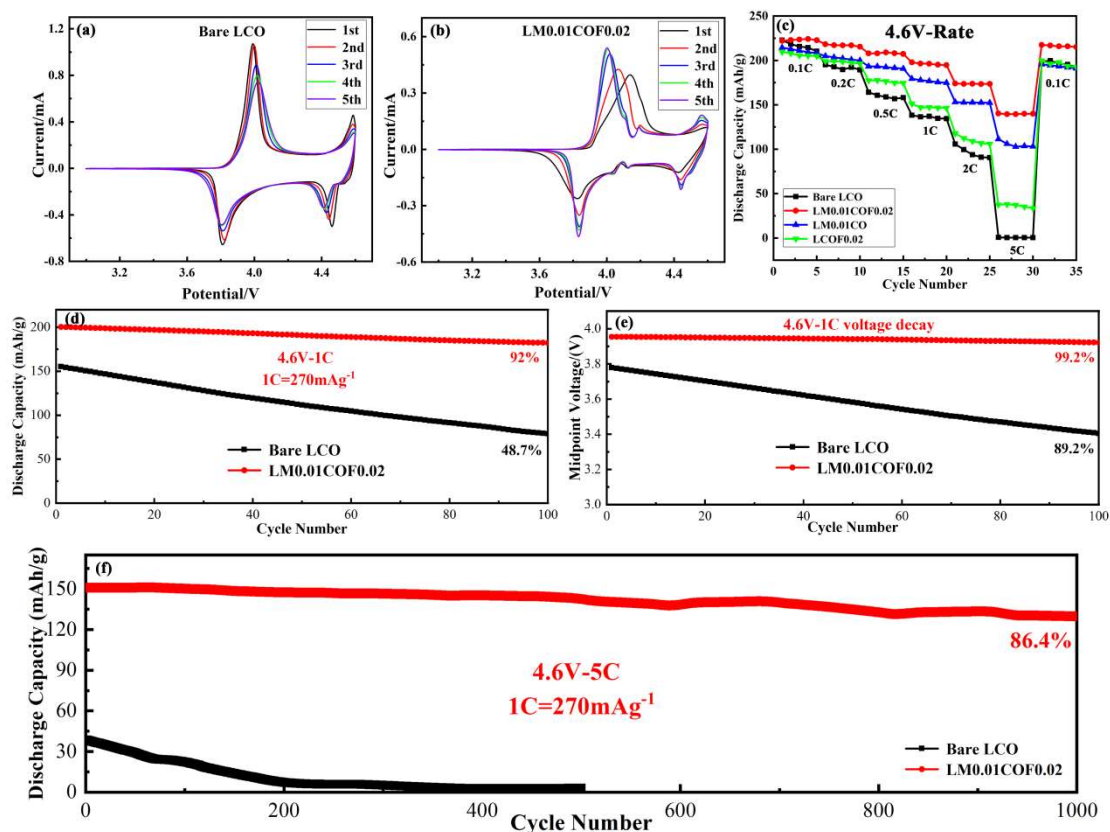 (a)
Bare LCO
1st
2nd
3rd
4th
5th
Current/mA
1.2
0.8
0.4
0.0
-0.4
-0.8
-1.2
3.2
3.6
4.0
4.4
Potential/V
(b)
LM0.01COF0.02
1st
2nd
3rd
4th
5th
Current/mA
0.6
0.3
0.0
-0.3
-0.6
3.2
3.6
4.0
4.4
Potential/V
(c)
4.6V-Rate
Discharge Capacity (mAh/g)
250
200
150
100
50
0
0.1C
0.2C
0.5C
1C
2C
5C
0.1C
Bare LCO
LM0.01COF0.02
LM0.01CO
LCOF0.02
0
5
10
15
20
25
30
35
Cycle Number
(d)
Discharge Capacity (mAh/g)
200
150
100
50
0
4.6V-1C
1C=270mAg-1
92%
48.7%
Bare LCO
LM0.01COF0.02
0
20
40
60
80
100
Cycle Number
(e)
4.6V-1C voltage decay
Midpoint Voltage/(V)
4.0
3.8
3.6
3.4
3.2
3.0
99.2%
89.2%
Bare LCO
LM0.01COF0.02
0
20
40
60
80
100
Cycle Number
(f)
Discharge Capacity (mAh/g)
150
120
90
60
30
0
86.4%
4.6V-5C
1C=270mAg-1
Bare LCO
LM0.01COF0.02
0
200
400
600
800
1000
Cycle Number